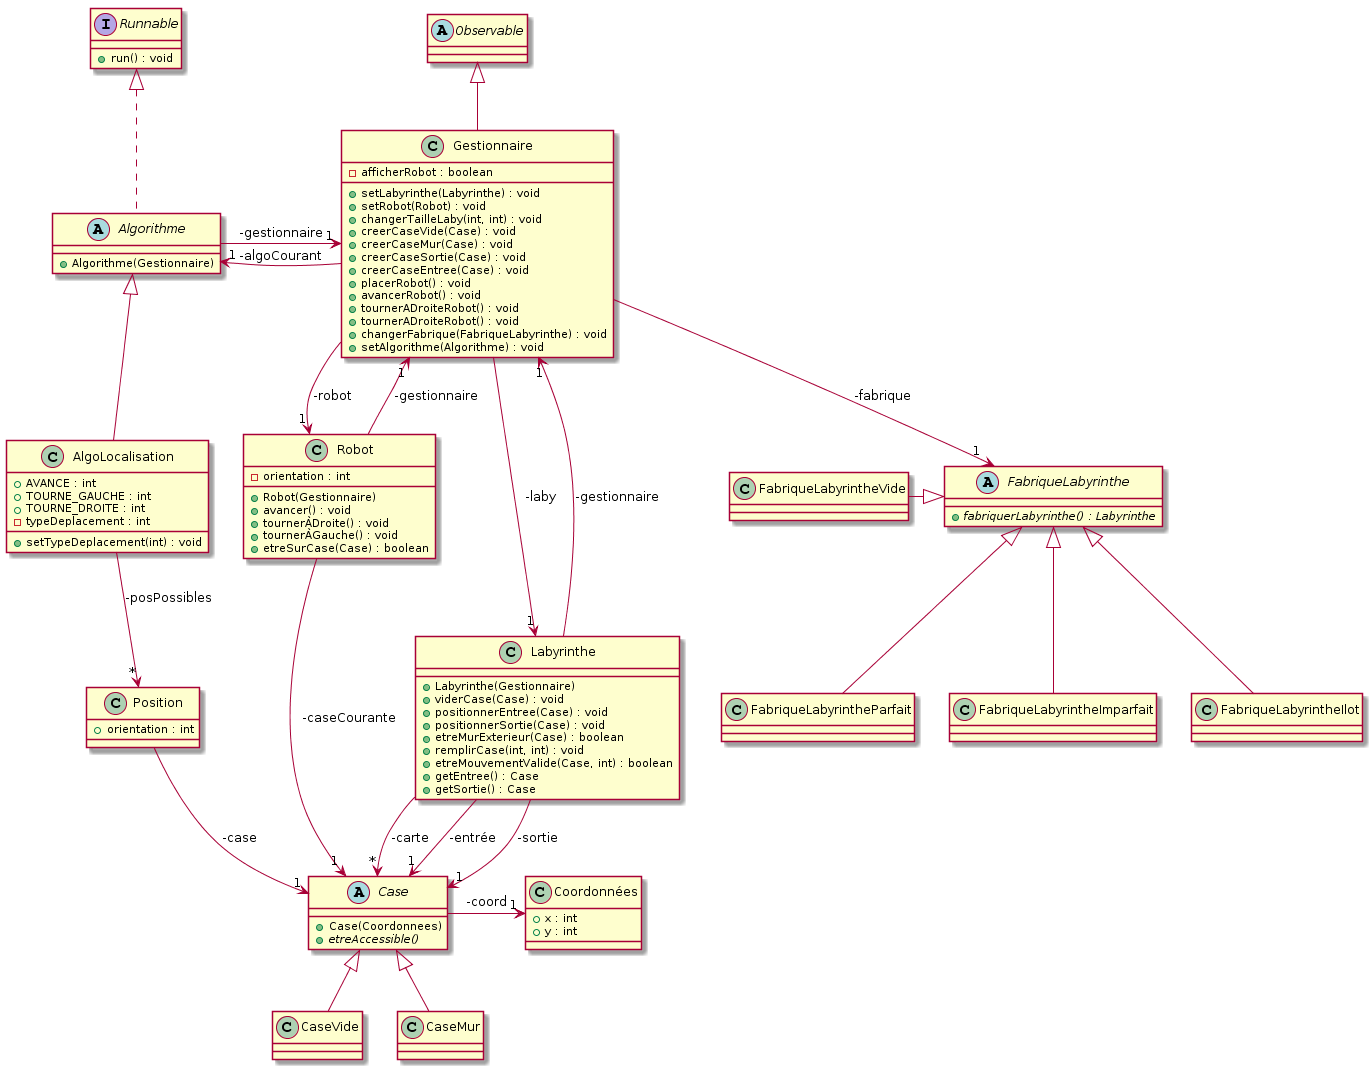 I Runnable
run() : void
A Observable
C Gestionnaire
afficherRobot : boolean
setLabyrinthe(Labyrinthe) : void
setRobot(Robot) : void
changerTailleLaby(int, int) : void
creerCaseVide(Case) : void
creerCaseMur(Case) : void
creerCaseSortie(Case) : void
creerCaseEntree(Case) : void
placerRobot() : void
avancerRobot() : void
tournerADroiteRobot() : void
tournerADroiteRobot() : void
changerFabrique(FabriqueLabyrinthe) : void
setAlgorithme(Algorithme) : void
A Algorithme
Algorithme(Gestionnaire)
-gestionnaire 1
1 -algoCourant
-robot
1
1
-gestionnaire
-laby
1
1
-gestionnaire
-fabrique
1
C AlgoLocalisation
AVANCE : int
TOURNE_GAUCHE : int
TOURNE_DROITE : int
typeDeplacement : int
setTypeDeplacement(int) : void
C Robot
orientation : int
Robot(Gestionnaire)
avancer() : void
tournerÀDroite() : void
tournerÀGauche() : void
etreSurCase(Case) : boolean
C FabriqueLabyrintheVide
A FabriqueLabyrinthe
fabriquerLabyrinthe() : Labyrinthe
-posPossibles
*
C Position
orientation : int
-caseCourante
1
C Labyrinthe
Labyrinthe(Gestionnaire)
viderCase(Case) : void
positionnerEntree(Case) : void
positionnerSortie(Case) : void
etreMurExterieur(Case) : boolean
remplirCase(int, int) : void
etreMouvementValide(Case, int) : boolean
getEntree() : Case
getSortie() : Case
C FabriqueLabyrintheParfait
C FabriqueLabyrintheImparfait
C FabriqueLabyrintheIlot
-case
1
-carte
*
-entrée
1
-sortie
1
A Case
Case(Coordonnees)
etreAccessible()
-coord 1
C Coordonnées
x : int
y : int
C CaseVide
C CaseMur